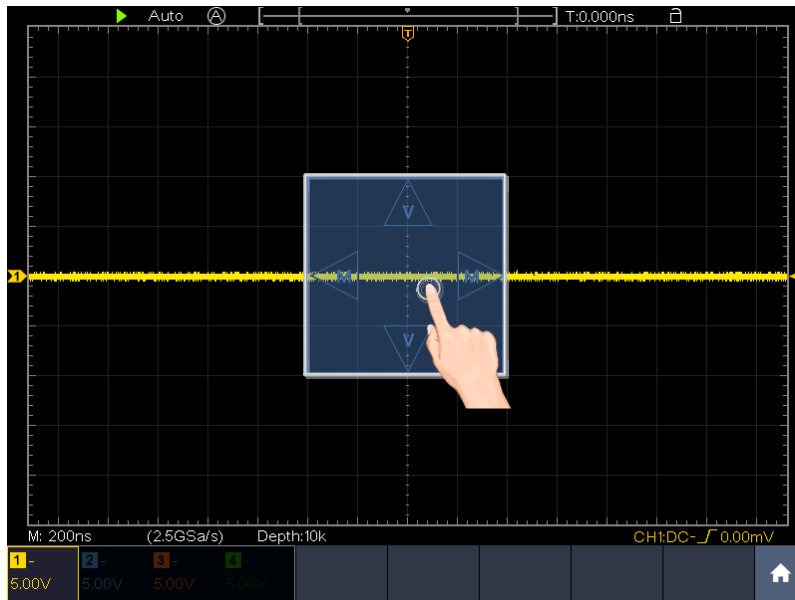 Auto A T:0.000ns
T
V
1 M M
V
M: 200ns (2.5GSa/s) Depth:10k CH1:DC- 0.00mV
1 - 2 - 3 - 4 -
5.00V 5.00V 5.00V 5.00V